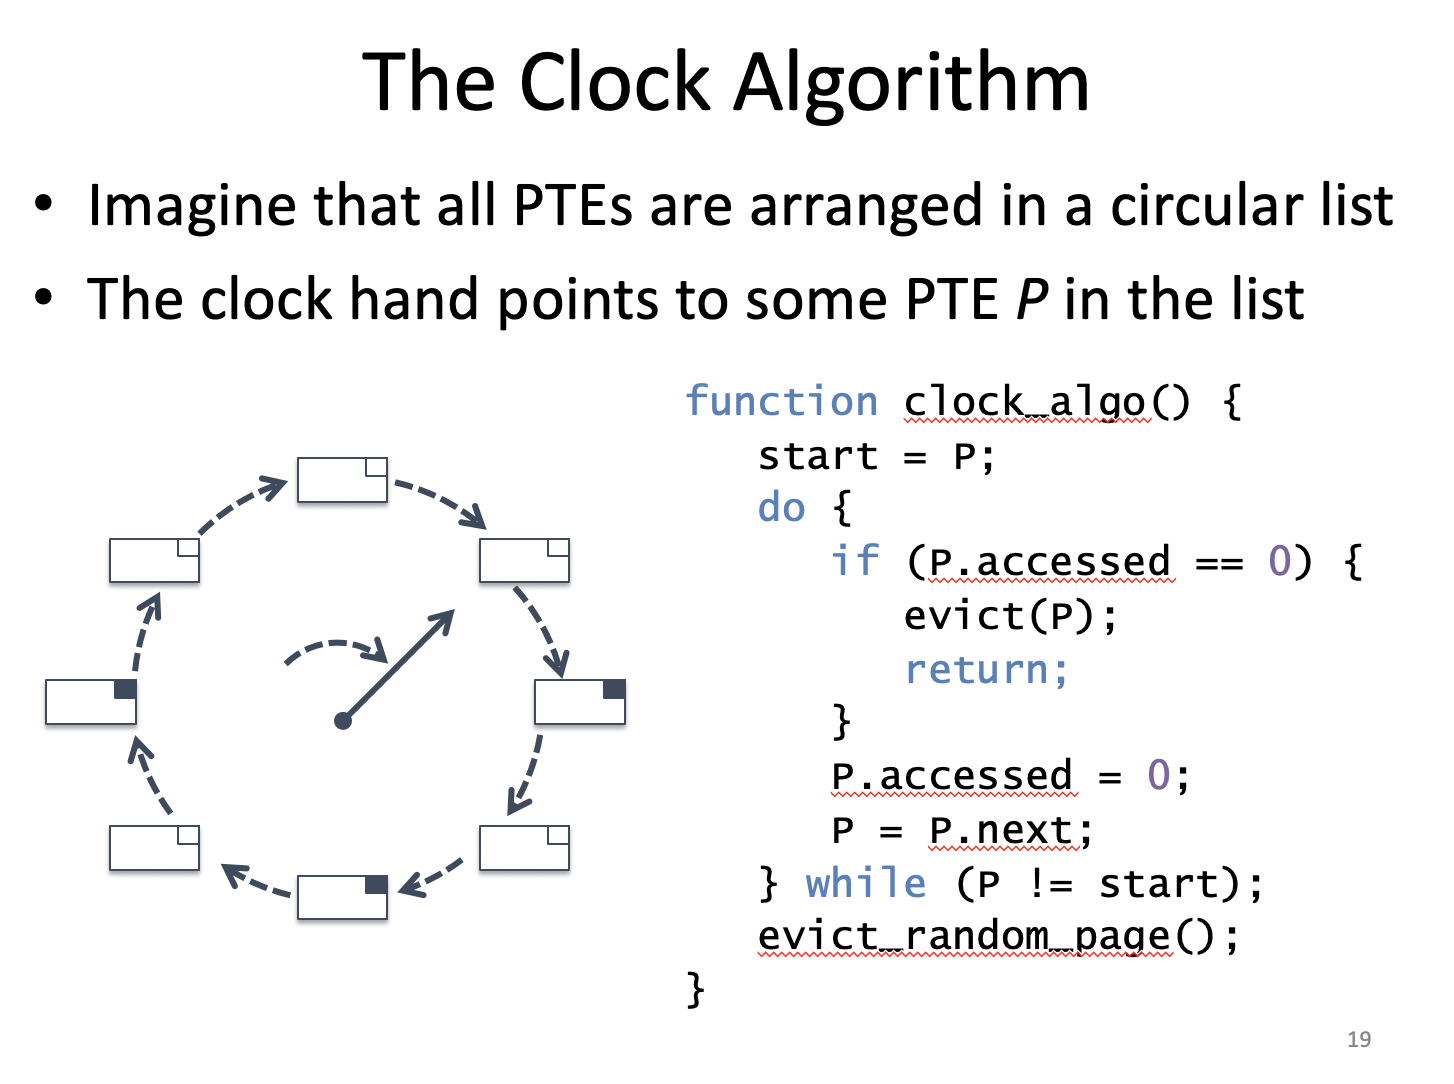 The Clock Algorithm
• Imagine that all PTEs are arranged in a circular list
• The clock hand points to some PTE P in the list
function clock_algo() {
start = P;
do {
if (P.accessed == 0) {
evict(P);
return;
}
P.accessed = 0;
P = P.next;
} while (P != start);
evict_random_page();
}
19